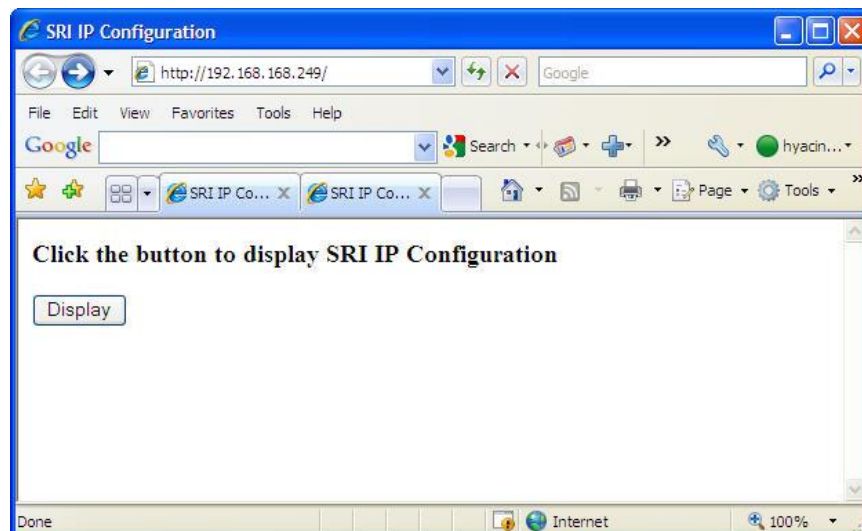 SRI IP Configuration
http://192.168.168.249/
Google
File Edit View Favorites Tools Help
Google Search hyacin...
SRI IP Co... SRI IP Co... Page Tools »
Click the button to display SRI IP Configuration
Display
Done Internet 100%